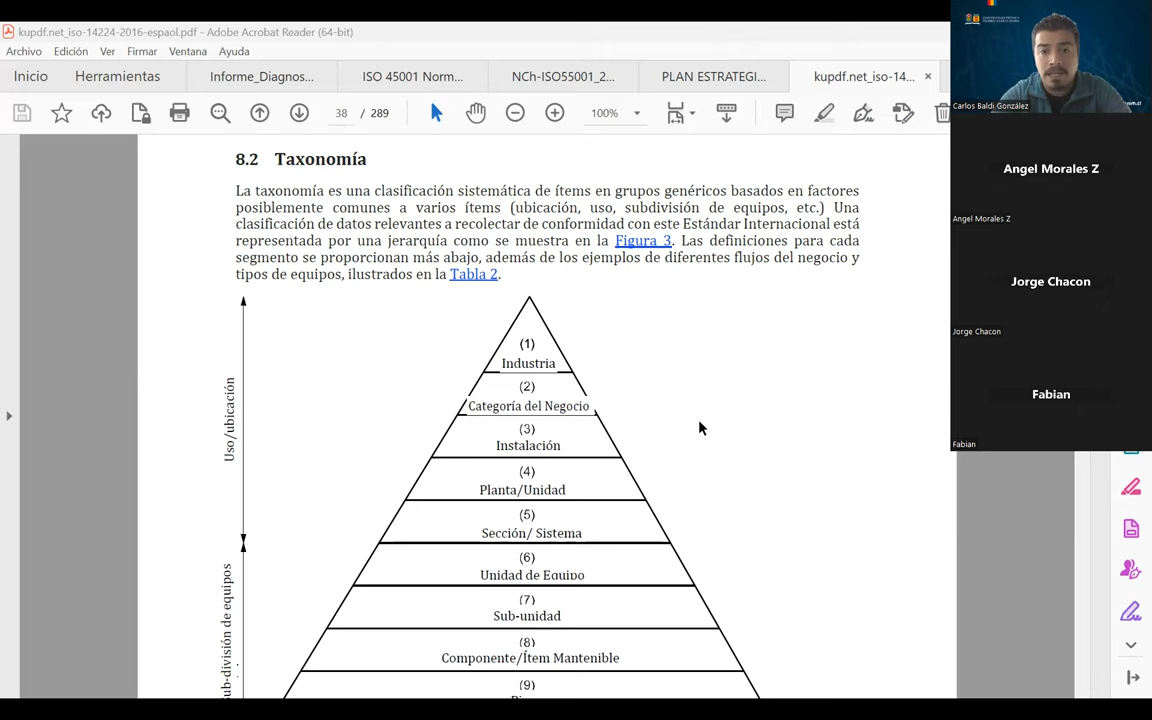 kupdf.net_iso-14224-2016-espaol.pdf - Adobe Acrobat Reader (64-bit)
Archivo Edición Ver Firmar Ventana Ayuda
Inicio Herramientas Informe_Diagnos... ISO 45001 Norm... NCh-ISO55001_2... PLAN ESTRATEGI... kupdf.net_iso-14... ×
38 / 289 100%
8.2 Taxonomía
La taxonomía es una clasificación sistemática de ítems en grupos genéricos basados en factores
posiblemente comunes a varios ítems (ubicación, uso, subdivisión de equipos, etc.) Una
clasificación de datos relevantes a recolectar de conformidad con este Estándar Internacional está
representada por una jerarquía como se muestra en la Figura 3. Las definiciones para cada
segmento se proporcionan más abajo, además de los ejemplos de diferentes flujos del negocio y
tipos de equipos, ilustrados en la Tabla 2.
Uso/ubicación
(1)
Industria
(2)
Categoría del Negocio
(3)
Instalación
(4)
Planta/Unidad
(5)
Sección/ Sistema
(6)
Unidad de Equipo
(7)
Sub-unidad
(8)
Componente/Ítem Mantenible
(9)
ub-división de equipos
Carlos Baldi González
Angel Morales Z
Angel Morales Z
Jorge Chacon
Jorge Chacon
Fabian
Fabian